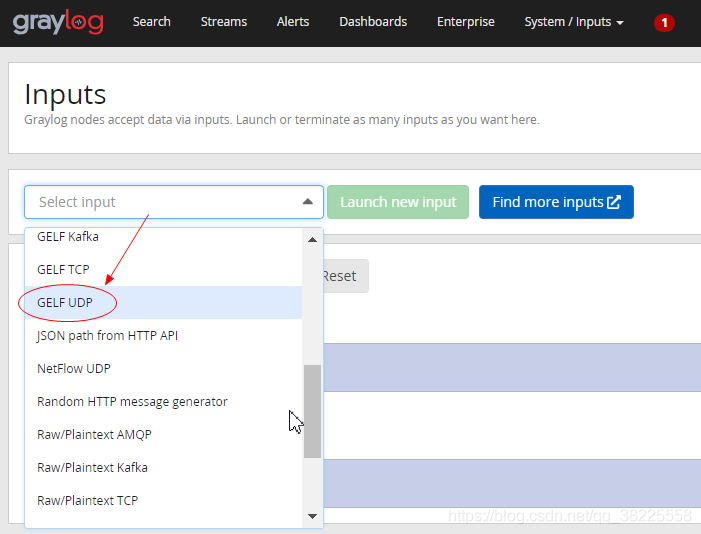 graylog Search Streams Alerts Dashboards Enterprise System / Inputs 1
Inputs
Graylog nodes accept data via inputs. Launch or terminate as many inputs as you want here.
Select input Launch new input Find more inputs
GELF Kafka
GELF TCP
Reset
GELF UDP
JSON path from HTTP API
NetFlow UDP
Random HTTP message generator
Raw/Plaintext AMQP
Raw/Plaintext Kafka
Raw/Plaintext TCP
https://blog.csdn.net/qq_38225558